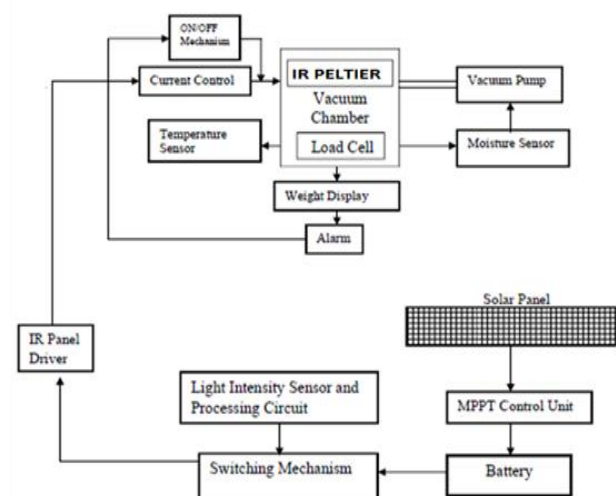 ON/OFF
Mechanism
Current Control
IR PELTIER
Vacuum
Chamber
Load Cell
Vacuum Pump
Temperature
Sensor
Moisture Sensor
Weight Display
Alarm
Solar Panel
IR Panel
Driver
Light Intensity Sensor and
Processing Circuit
MPPT Control Unit
Switching Mechanism
Battery